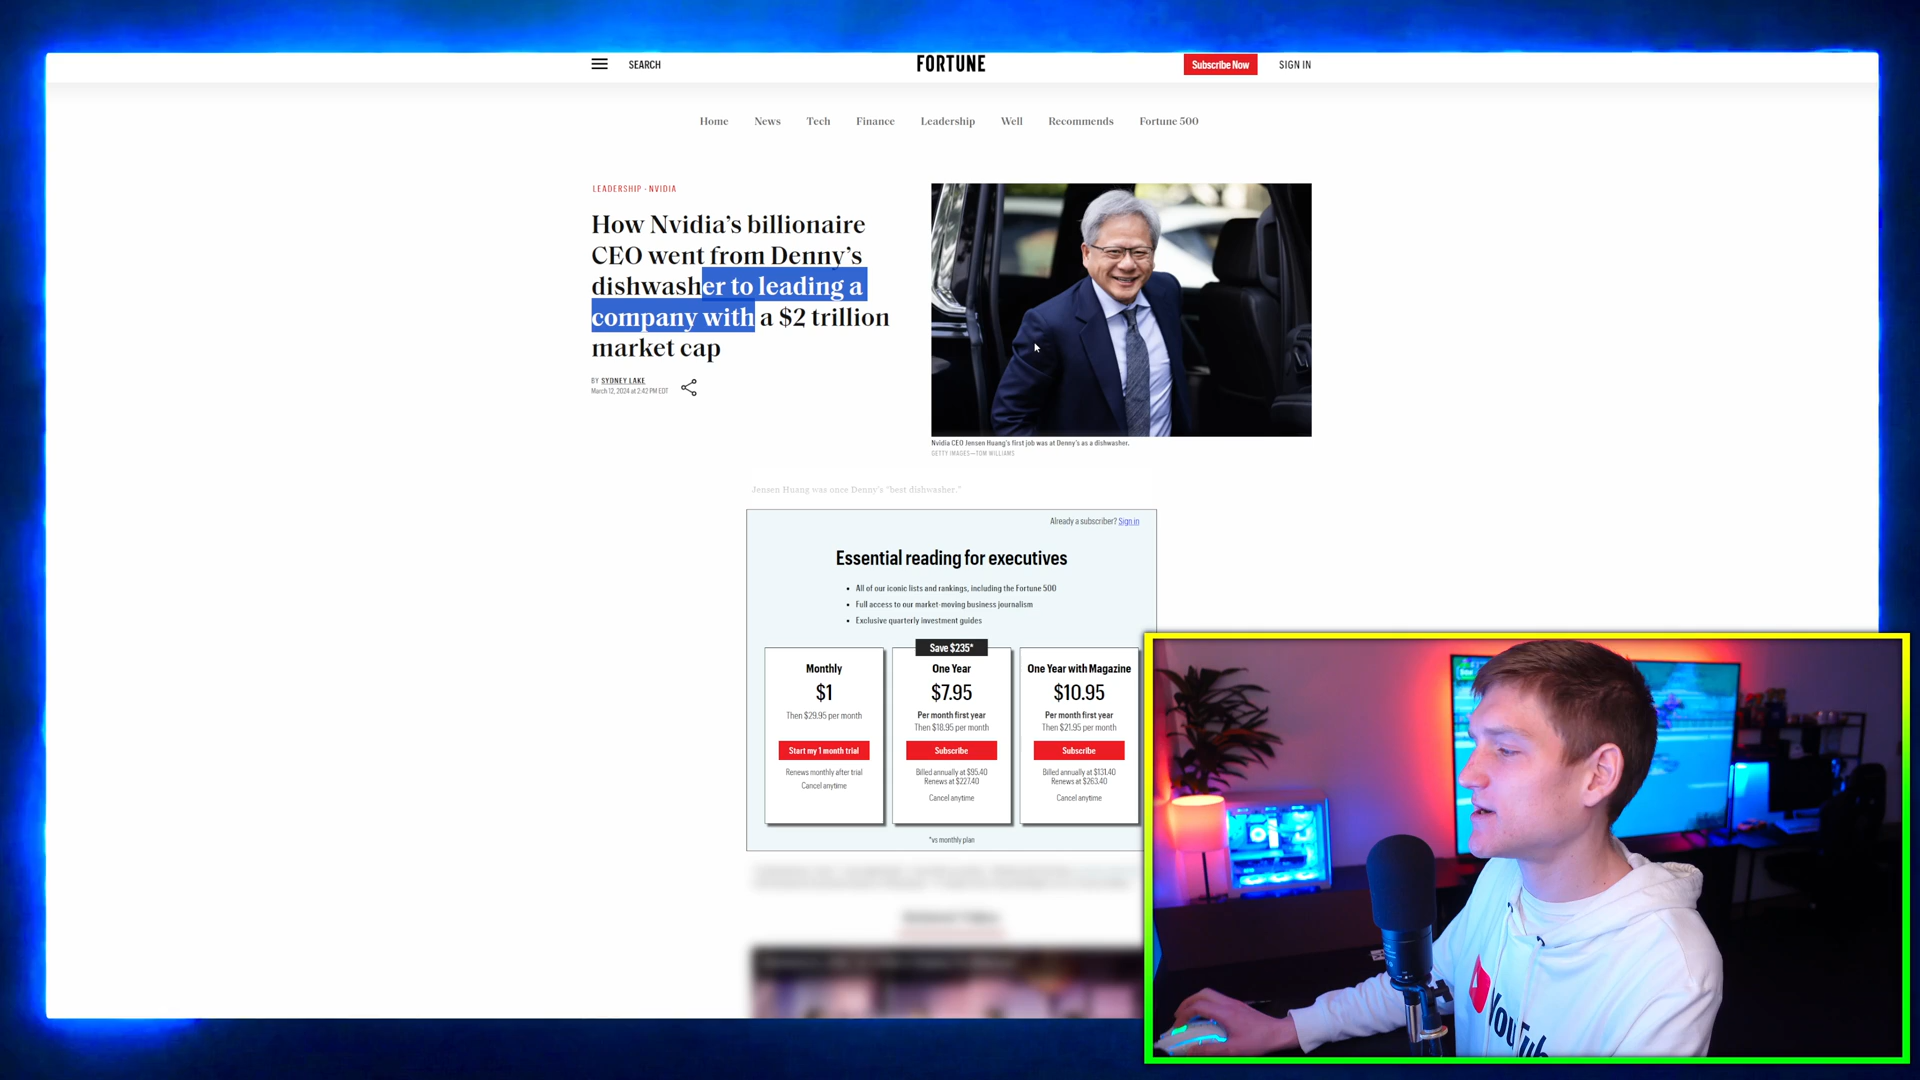 SEARCH
FORTUNE
Subscribe Now
SIGN IN
Home
News
Tech
Finance
Leadership
Well
Recommends
Fortune 500
LEADERSHIP · NVIDIA
How Nvidia’s billionaire
CEO went from Denny’s
dishwasher to leading a
company with a $2 trillion
market cap
BY SYDNEY LAKE
March 12, 2024 at 2:42 PM EDT
Nvidia CEO Jensen Huang's first job was at Denny's as a dishwasher.
GETTY IMAGES—TOM WILLIAMS
Jensen Huang was once Denny’s “best dishwasher.”
Already a subscriber? Sign in
Essential reading for executives
• All of our iconic lists and rankings, including the Fortune 500
• Full access to our market-moving business journalism
• Exclusive quarterly investment guides
Monthly
$1
Then $29.95 per month
Start my 1 month trial
Renews monthly after trial
Cancel anytime
Save $235*
One Year
$7.95
Per month first year
Then $18.95 per month
Subscribe
Billed annually at $95.40
Renews at $227.40
Cancel anytime
One Year with Magazine
$10.95
Per month first year
Then $21.95 per month
Subscribe
Billed annually at $131.40
Renews at $263.40
Cancel anytime
*vs monthly plan
YouTub